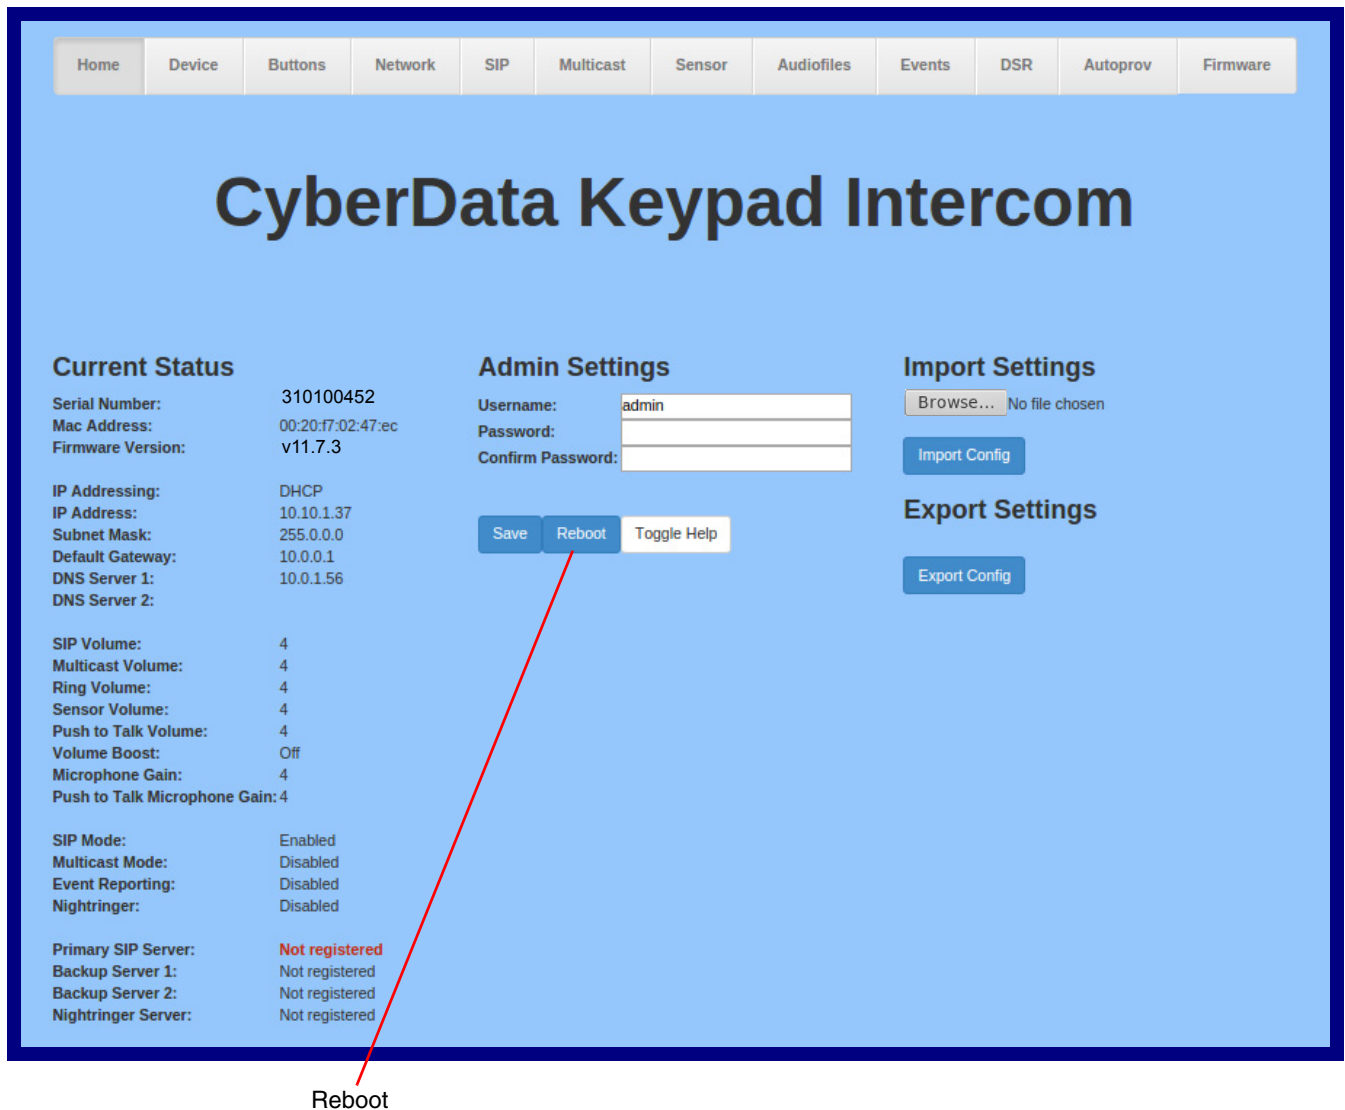 Home Device Buttons Network SIP Multicast Sensor Audiofiles Events DSR Autoprov Firmware
CyberData Keypad Intercom
Current Status
Serial Number: 310100452
Mac Address: 00:20:f7:02:47:ec
Firmware Version: v11.7.3
IP Addressing: DHCP
IP Address: 10.10.1.37
Subnet Mask: 255.0.0.0
Default Gateway: 10.0.0.1
DNS Server 1: 10.0.1.56
DNS Server 2:
SIP Volume: 4
Multicast Volume: 4
Ring Volume: 4
Sensor Volume: 4
Push to Talk Volume: 4
Volume Boost: Off
Microphone Gain: 4
Push to Talk Microphone Gain: 4
SIP Mode: Enabled
Multicast Mode: Disabled
Event Reporting: Disabled
Nightringer: Disabled
Primary SIP Server: Not registered
Backup Server 1: Not registered
Backup Server 2: Not registered
Nightringer Server: Not registered
Admin Settings
Username: admin
Password:
Confirm Password:
Save Reboot Toggle Help
Import Settings
Browse... No file chosen
Import Config
Export Settings
Export Config
Reboot